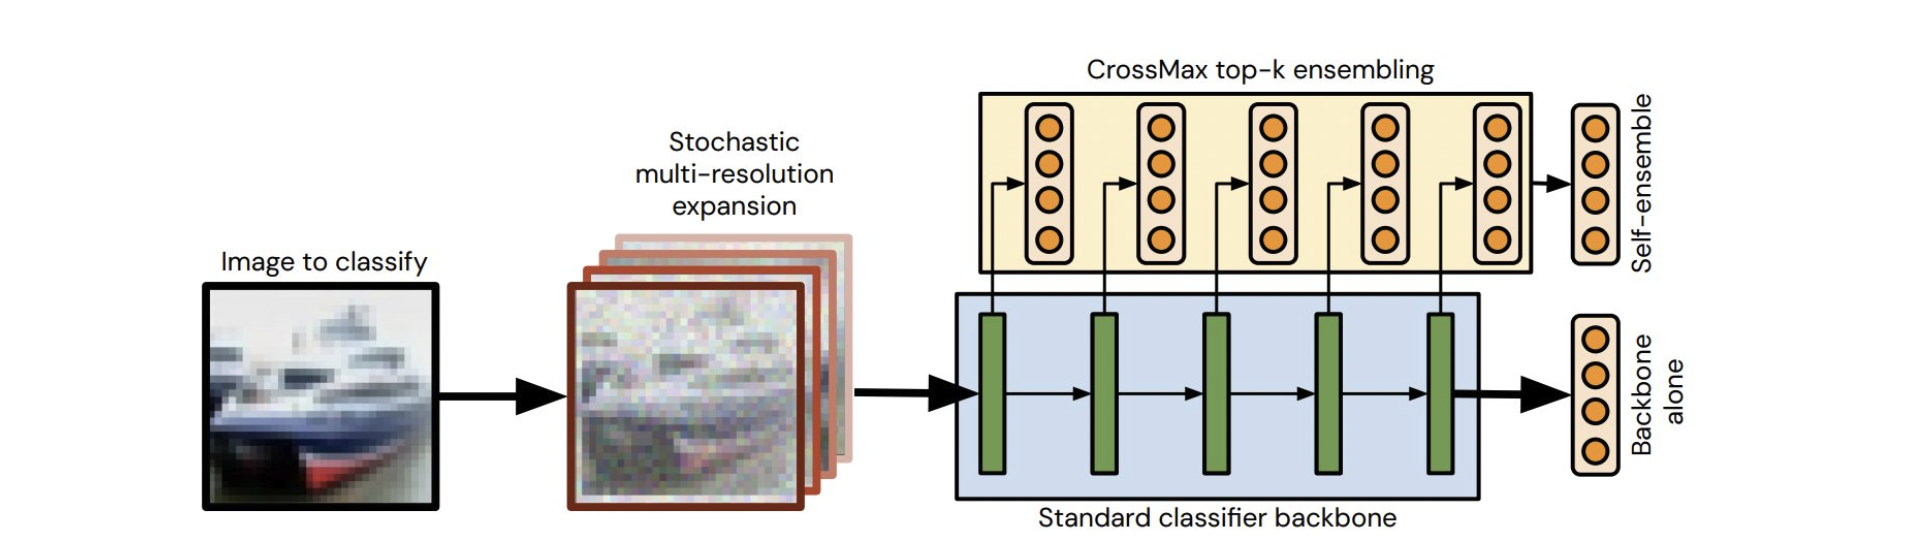 CrossMax top-k ensembling
Stochastic
multi-resolution
expansion
Image to classify
Self-ensemble
Backbone
alone
Standard classifier backbone